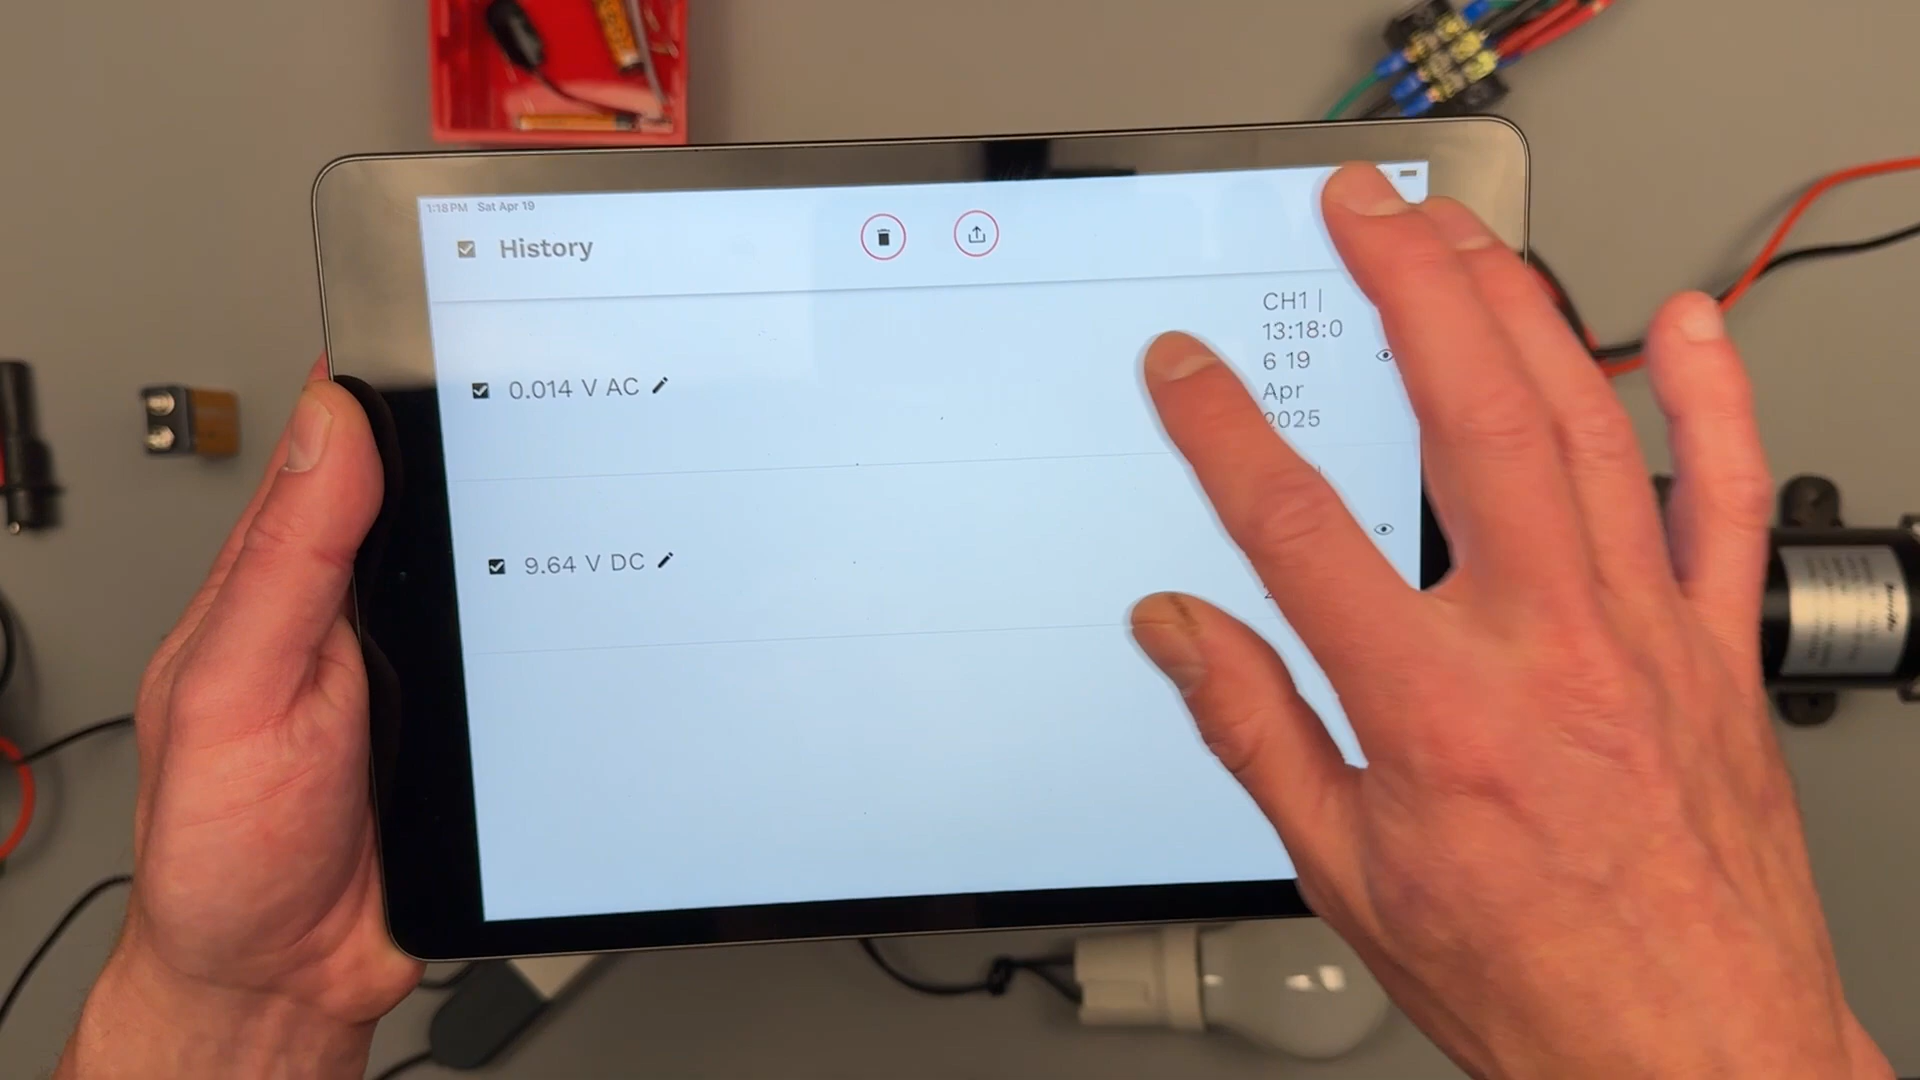 1:18 PM Sat Apr 19
History
CH1 |
13:18:0
6 19
Apr
2025
0.014 V AC
9.64 V DC